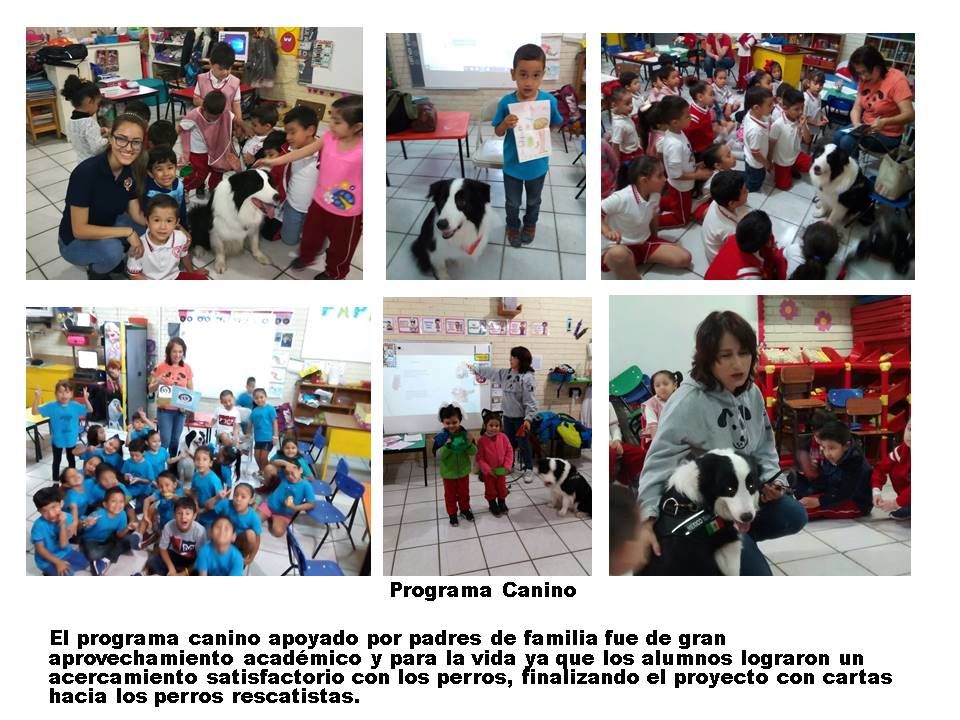 PAP
MEXICO
Programa Canino
El programa canino apoyado por padres de familia fue de gran
aprovechamiento académico y para la vida ya que los alumnos lograron un
acercamiento satisfactorio con los perros, finalizando el proyecto con cartas
hacia los perros rescatistas.